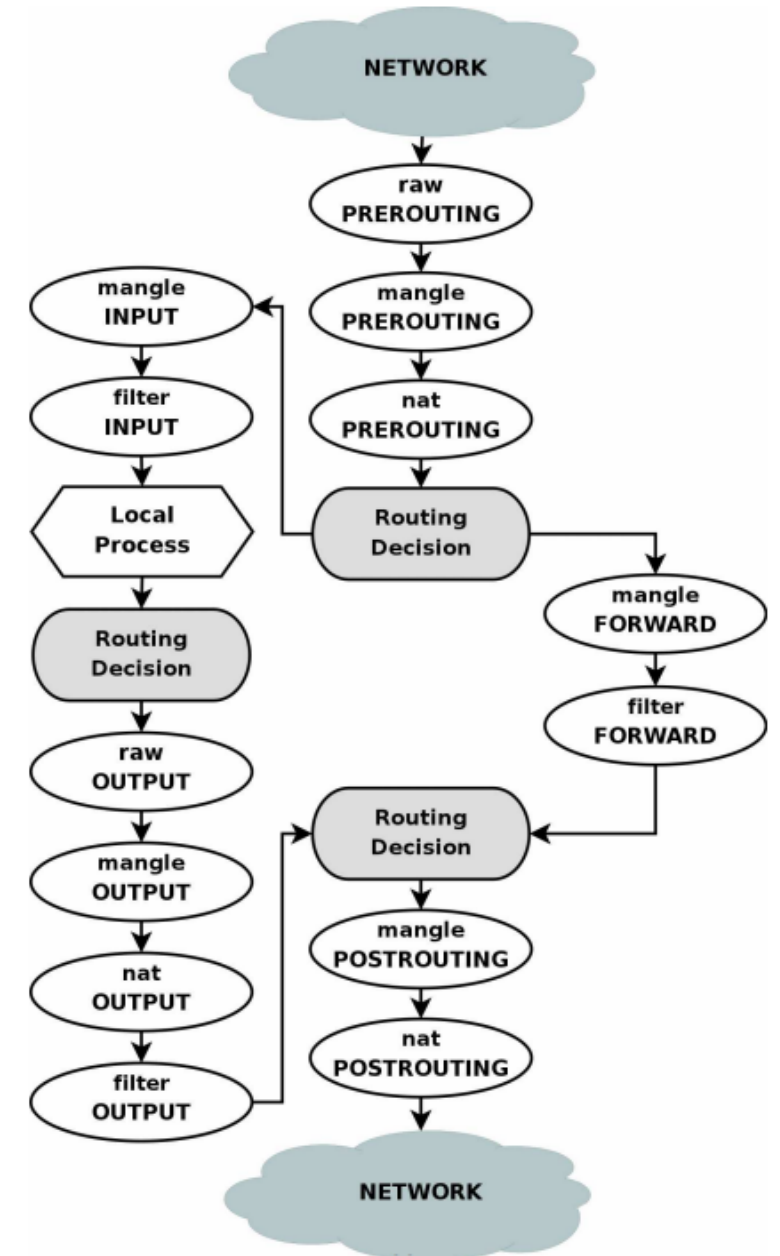 NETWORK
raw
PREROUTING
mangle
PREROUTING
nat
PREROUTING
Routing
Decision
mangle
INPUT
filter
INPUT
Local
Process
Routing
Decision
raw
OUTPUT
mangle
OUTPUT
nat
OUTPUT
filter
OUTPUT
mangle
FORWARD
filter
FORWARD
Routing
Decision
mangle
POSTROUTING
nat
POSTROUTING
NETWORK